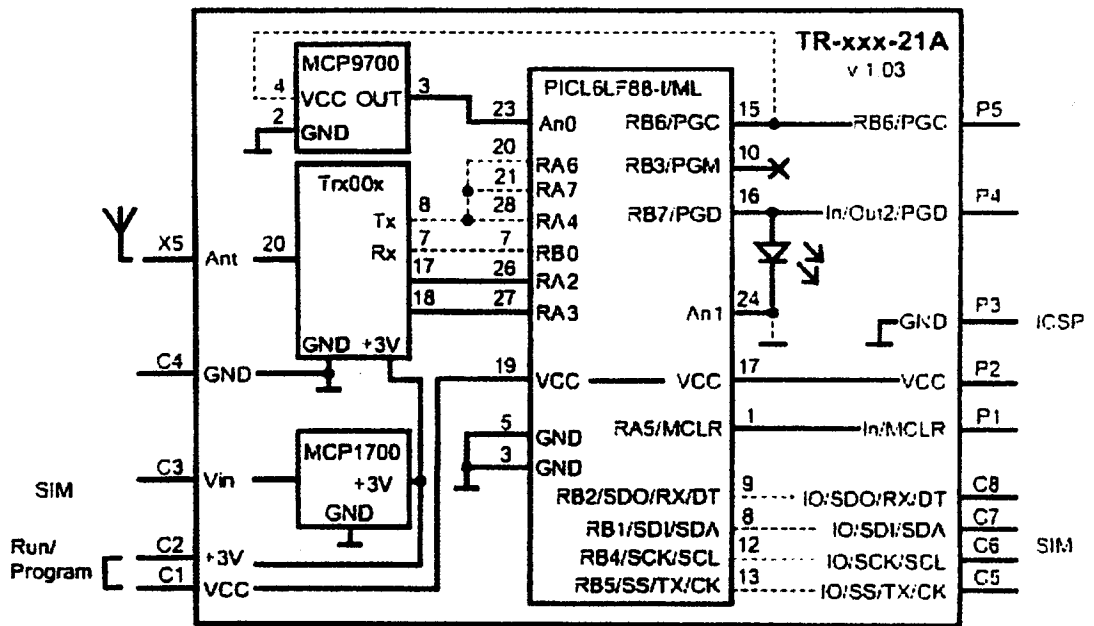 TR-xxx-21A
v 1.03
MCP9700
4 VCC OUT 3
2 GND
PICL6LF88-I/ML
23 An0
RB6/PGC 15 RB6/PGC P5
20 RA6
RB3/PGM 10
21 RA7
Trx00x
Tx 8 28 RA4
RB7/PGD 16 In/Out2/PGD P4
Rx 7 7 RB0
X5 Ant 20
17 26 RA2
18 27 RA3
An1 24
GND P3 ICSP
GND +3V
C4 GND
19 VCC VCC 17 VCC P2
5 GND
RA5/MCLR 1 In/MCLR P1
3 GND
MCP1700
SIM C3 Vin +3V
GND
RB2/SDO/RX/DT 9 IO/SDO/RX/DT C8
RB1/SDI/SDA 8 IO/SDI/SDA C7
SIM
RB4/SCK/SCL 12 IO/SCK/SCL C6
RB5/SS/TX/CK 13 IO/SS/TX/CK C5
Run/
Program
C2 +3V
C1 VCC